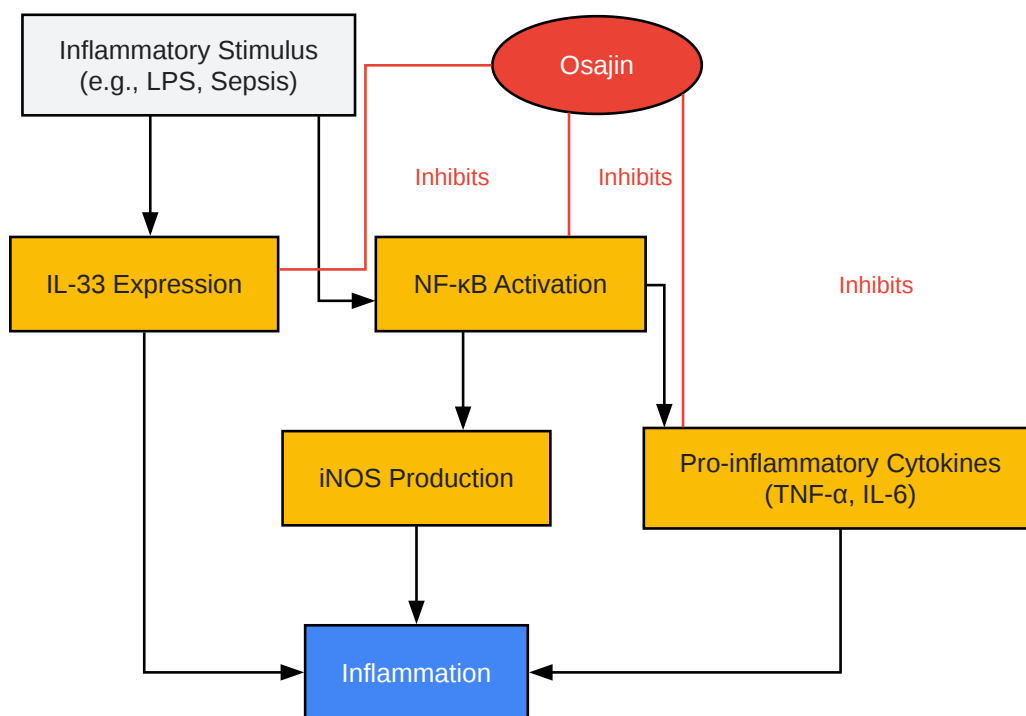 Inflammatory Stimulus
(e.g., LPS, Sepsis)
Osajin
Inhibits
Inhibits
IL-33 Expression
NF-κB Activation
Inhibits
iNOS Production
Pro-inflammatory Cytokines
(TNF-α, IL-6)
Inflammation